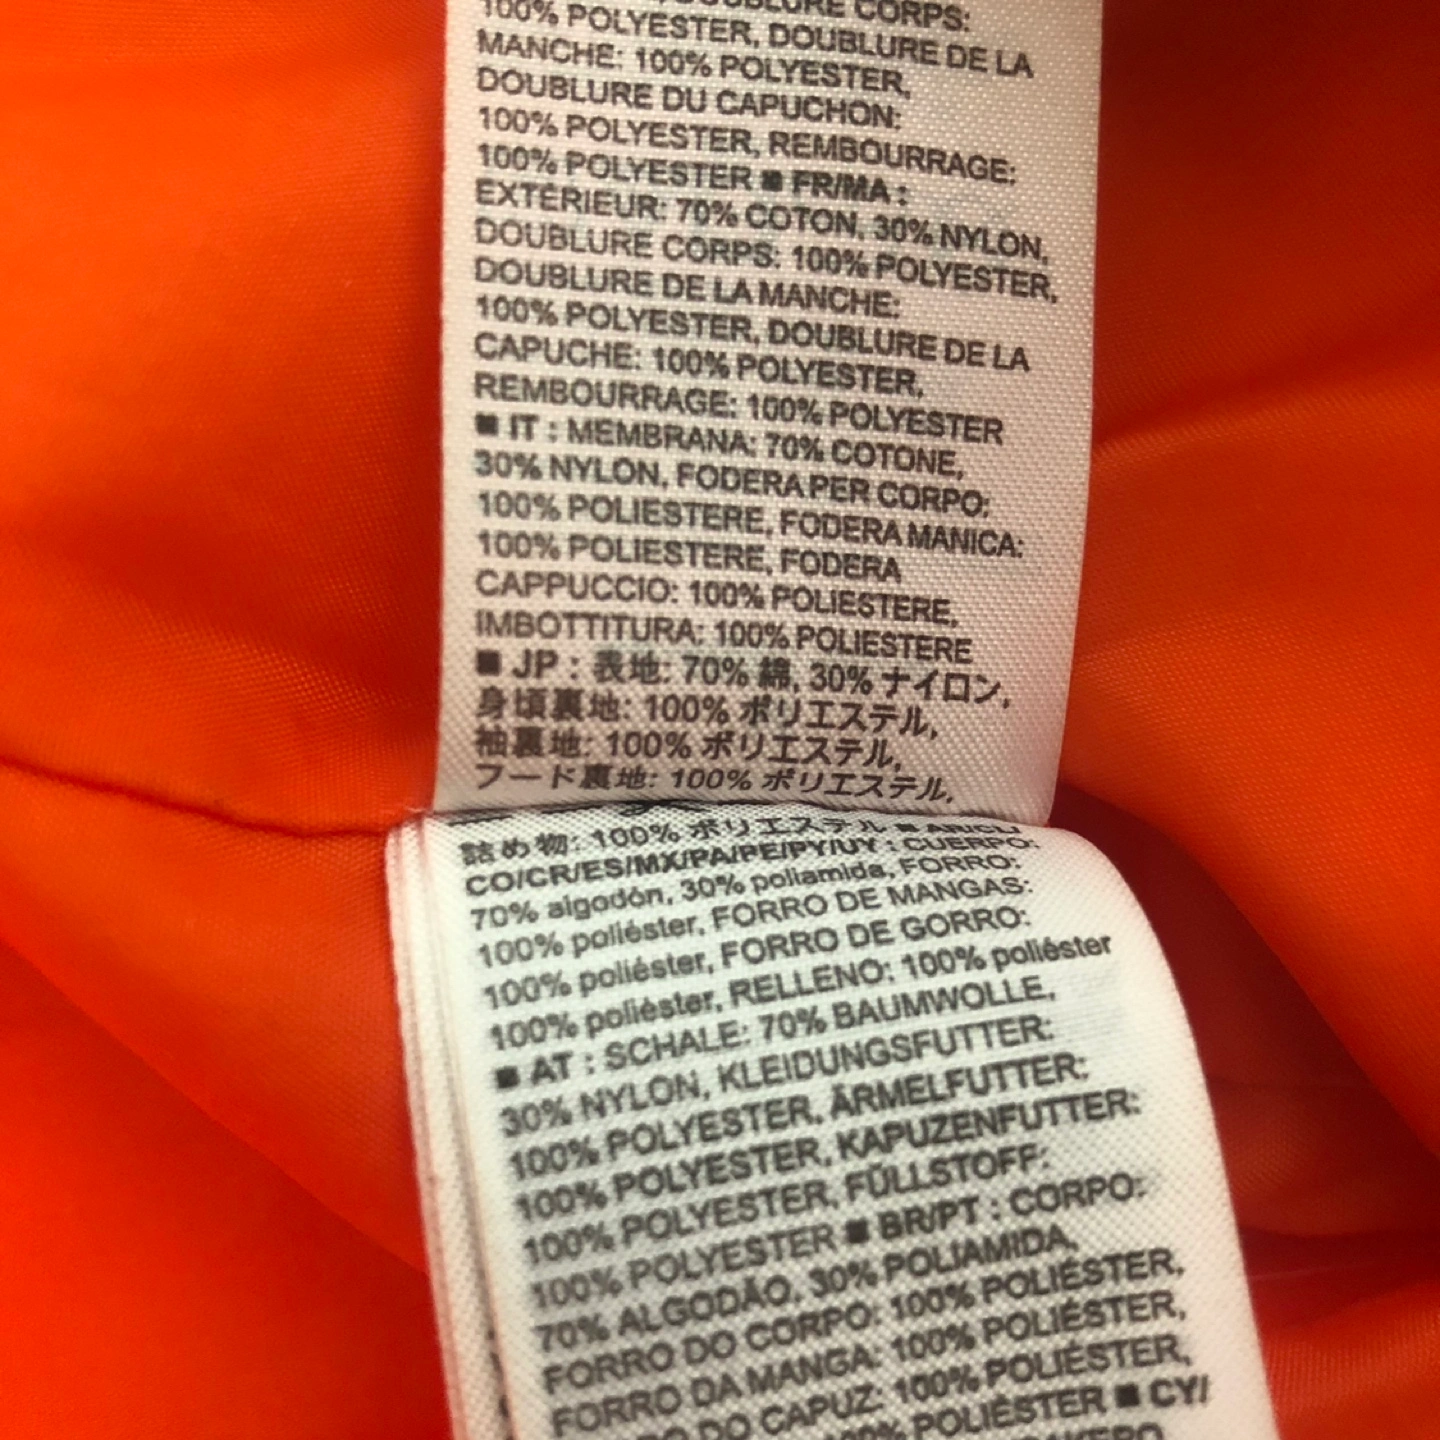 DOUBLURE CORPS:
100% POLYESTER, DOUBLURE DE LA
MANCHE: 100% POLYESTER,
DOUBLURE DU CAPUCHON:
100% POLYESTER, REMBOURRAGE:
100% POLYESTER ■ FR/MA :
EXTÉRIEUR: 70% COTON, 30% NYLON,
DOUBLURE CORPS: 100% POLYESTER,
DOUBLURE DE LA MANCHE:
100% POLYESTER, DOUBLURE DE LA
CAPUCHE: 100% POLYESTER,
REMBOURRAGE: 100% POLYESTER
■ IT : MEMBRANA: 70% COTONE,
30% NYLON, FODERA PER CORPO:
100% POLIESTERE, FODERA MANICA:
100% POLIESTERE, FODERA
CAPPUCCIO: 100% POLIESTERE,
IMBOTTITURA: 100% POLIESTERE
■ JP : 表地: 70% 綿, 30% ナイロン,
身頃裏地: 100% ポリエステル,
袖裏地: 100% ポリエステル,
フード裏地: 100% ポリエステル,
詰め物: 100% ポリエステル ■ AR/CL/
CO/CR/ES/MX/PA/PE/PY/UY : CUERPO:
70% algodón, 30% poliamida, FORRO:
100% poliéster, FORRO DE MANGAS:
100% poliéster, FORRO DE GORRO:
100% poliéster, RELLENO: 100% poliéster
■ AT : SCHALE: 70% BAUMWOLLE,
30% NYLON, KLEIDUNGSFUTTER:
100% POLYESTER, ÄRMELFUTTER:
100% POLYESTER, KAPUZENFUTTER:
100% POLYESTER, FÜLLSTOFF:
100% POLYESTER ■ BR/PT : CORPO:
70% ALGODÃO, 30% POLIAMIDA,
FORRO DO CORPO: 100% POLIÉSTER,
FORRO DA MANGA: 100% POLIÉSTER,
DO CAPUZ: 100% POLIÉSTER,
100% POLIÉSTER ■ CY/